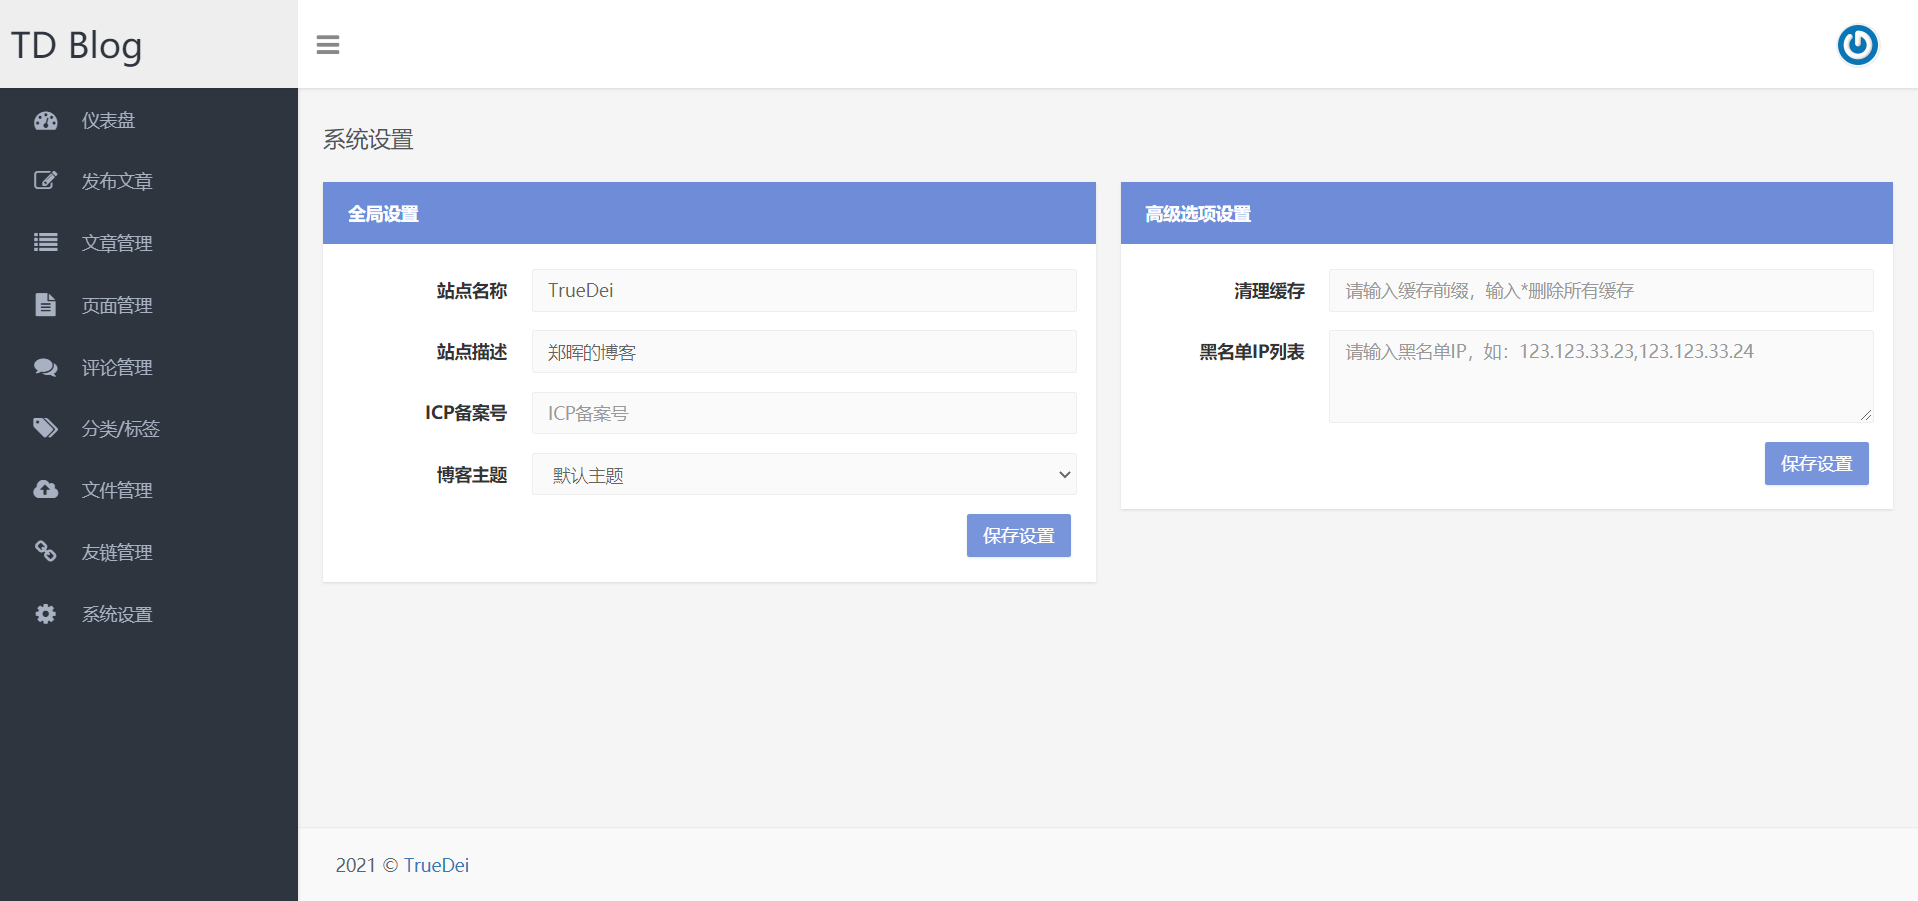 TD Blog
仪表盘
发布文章
文章管理
页面管理
评论管理
分类/标签
文件管理
友链管理
系统设置
系统设置
全局设置
站点名称 TrueDei
站点描述 郑晖的博客
ICP备案号 ICP备案号
博客主题 默认主题
保存设置
高级选项设置
清理缓存 请输入缓存前缀，输入*删除所有缓存
黑名单IP列表 请输入黑名单IP，如：123.123.33.23,123.123.33.24
保存设置
2021 © TrueDei